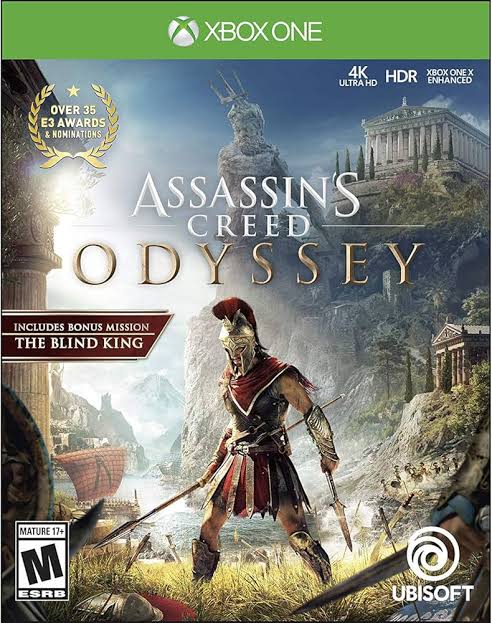 XBOX ONE
4K
ULTRA HD
HDR
XBOX ONE X
ENHANCED
OVER 35
E3 AWARDS
& NOMINATIONS
ASSASSIN'S
CREED
ODYSSEY
INCLUDES BONUS MISSION
THE BLIND KING
MATURE 17+
M
ESRB
UBISOFT